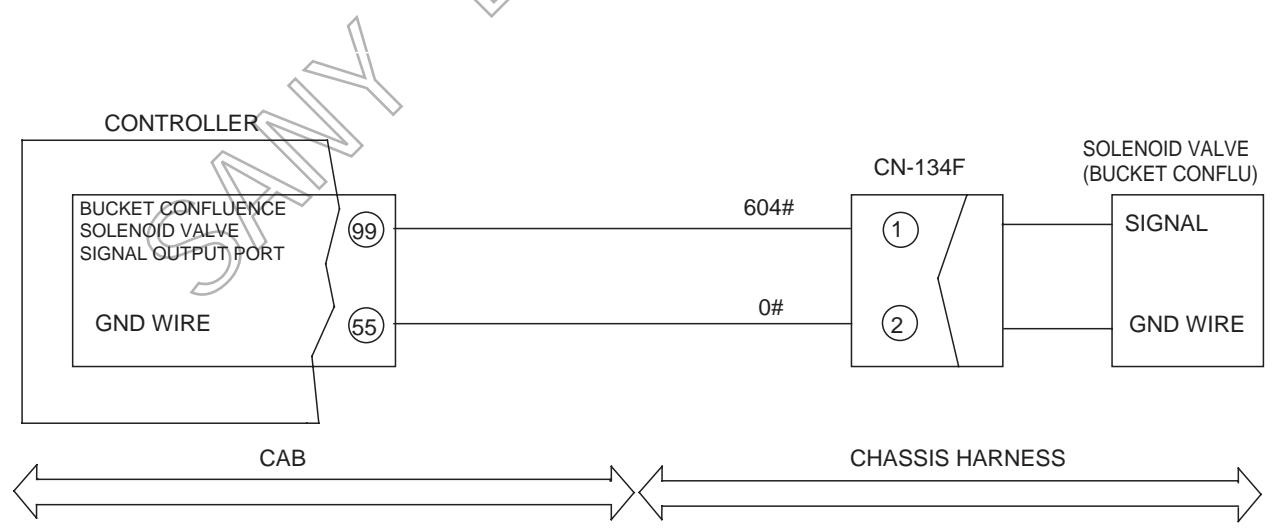 SANY
CONTROLLER
BUCKET CONFLUENCE
SOLENOID VALVE
SIGNAL OUTPUT PORT
99
GND WIRE
55
604#
0#
CN-134F
1
2
SOLENOID VALVE
(BUCKET CONFLU)
SIGNAL
GND WIRE
CAB
CHASSIS HARNESS